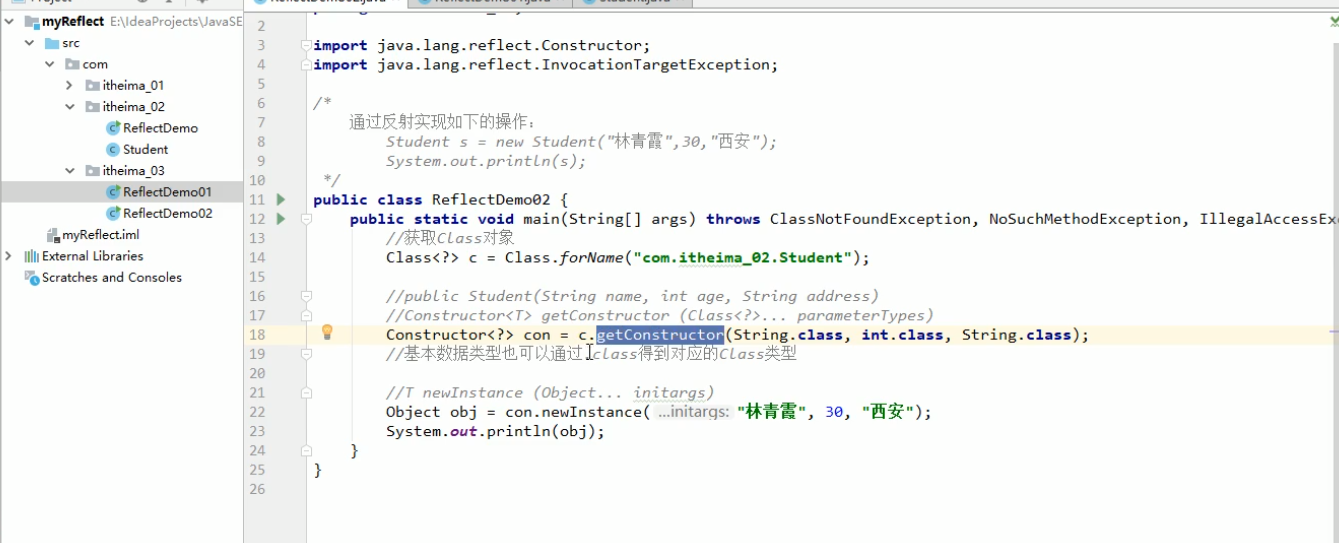 myReflect E:\IdeaProjects\JavaSE
src
com
itheima_01
itheima_02
ReflectDemo
Student
itheima_03
ReflectDemo01
ReflectDemo02
myReflect.iml
External Libraries
Scratches and Consoles
2
3 import java.lang.reflect.Constructor;
4 import java.lang.reflect.InvocationTargetException;
5
6 /*
7 通过反射实现如下的操作:
8 Student s = new Student("林青霞",30,"西安");
9 System.out.println(s);
10 */
11 public class ReflectDemo02 {
12 public static void main(String[] args) throws ClassNotFoundException, NoSuchMethodException, IllegalAccessEx
13 //获取Class对象
14 Class<?> c = Class.forName("com.itheima_02.Student");
15
16 //public Student(String name, int age, String address)
17 //Constructor<T> getConstructor (Class<?>... parameterTypes)
18 Constructor<?> con = c.getConstructor(String.class, int.class, String.class);
19 //基本数据类型也可以通过.class得到对应的Class类型
20
21 //T newInstance (Object... initargs)
22 Object obj = con.newInstance( ...initargs: "林青霞", 30, "西安");
23 System.out.println(obj);
24 }
25 }
26